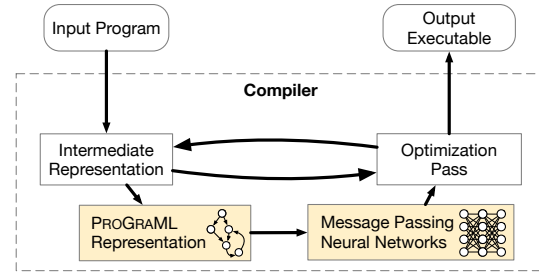 Input Program
Output
Executable
Compiler
Intermediate
Representation
Optimization
Pass
PROGRAML
Representation
Message Passing
Neural Networks